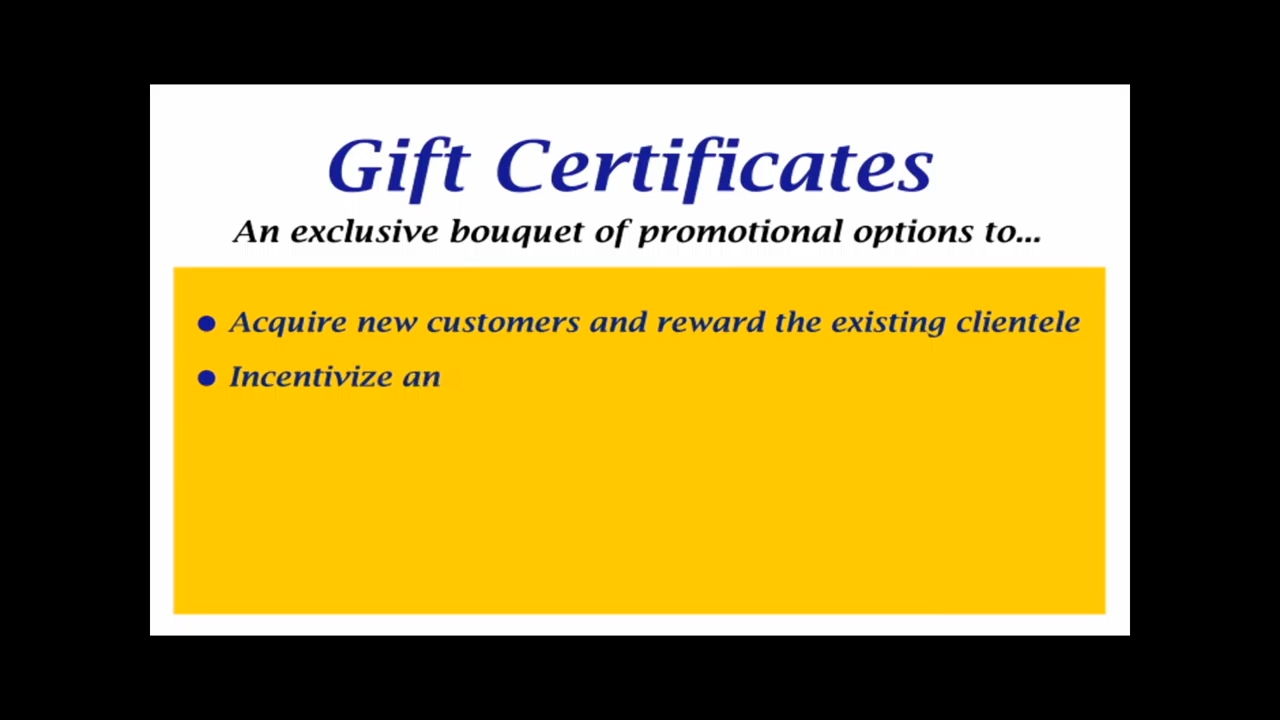 Gift Certificates
An exclusive bouquet of promotional options to...
● Acquire new customers and reward the existing clientele
● Incentivize an